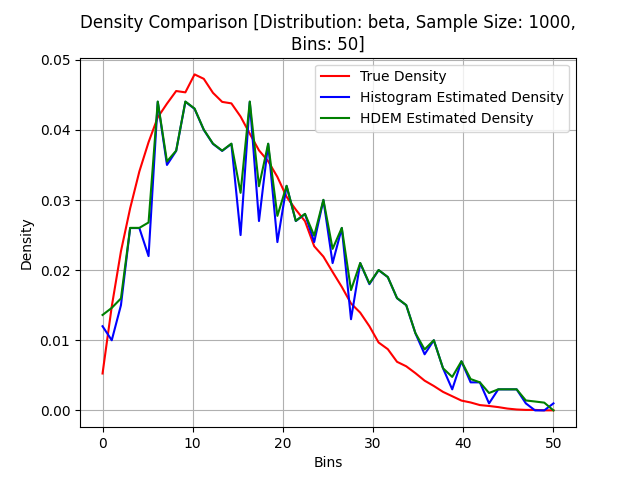 Density Comparison [Distribution: beta, Sample Size: 1000,
Bins: 50]
True Density
Histogram Estimated Density
HDEM Estimated Density
Density
0.05
0.04
0.03
0.02
0.01
0.00
0 10 20 30 40 50
Bins